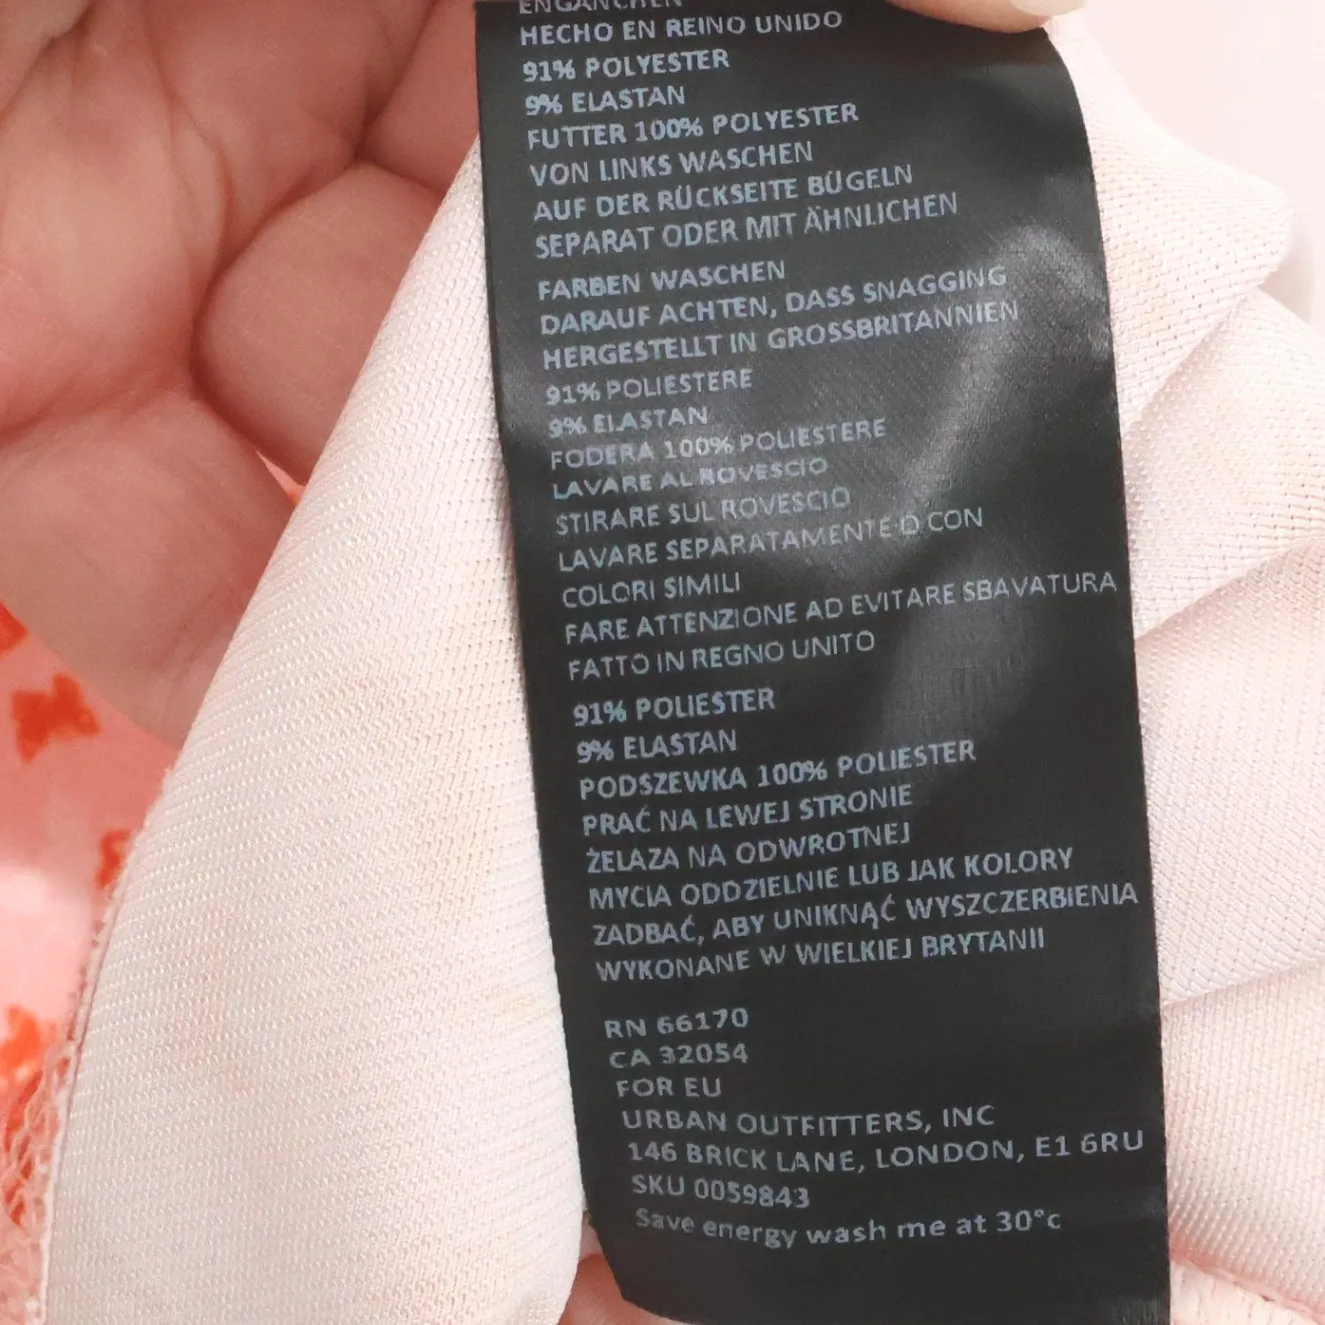 ENGANCHEN
HECHO EN REINO UNIDO
91% POLYESTER
9% ELASTAN
FUTTER 100% POLYESTER
VON LINKS WASCHEN
AUF DER RÜCKSEITE BÜGELN
SEPARAT ODER MIT ÄHNLICHEN
FARBEN WASCHEN
DARAUF ACHTEN, DASS SNAGGING
HERGESTELLT IN GROSSBRITANNIEN
91% POLIESTERE
9% ELASTAN
FODERA 100% POLIESTERE
LAVARE AL ROVESCIO
STIRARE SUL ROVESCIO
LAVARE SEPARATAMENTE O CON
COLORI SIMILI
FARE ATTENZIONE AD EVITARE SBAVATURA
FATTO IN REGNO UNITO
91% POLIESTER
9% ELASTAN
PODSZEWKA 100% POLIESTER
PRAĆ NA LEWEJ STRONIE
ŻELAZA NA ODWROTNEJ
MYCIA ODDZIELNIE LUB JAK KOLORY
ZADBAĆ, ABY UNIKNĄĆ WYSZCZERBIENIA
WYKONANE W WIELKIEJ BRYTANII
RN 66170
CA 32054
FOR EU
URBAN OUTFITTERS, INC
146 BRICK LANE, LONDON, E1 6RU
SKU 0059843
Save energy wash me at 30°c